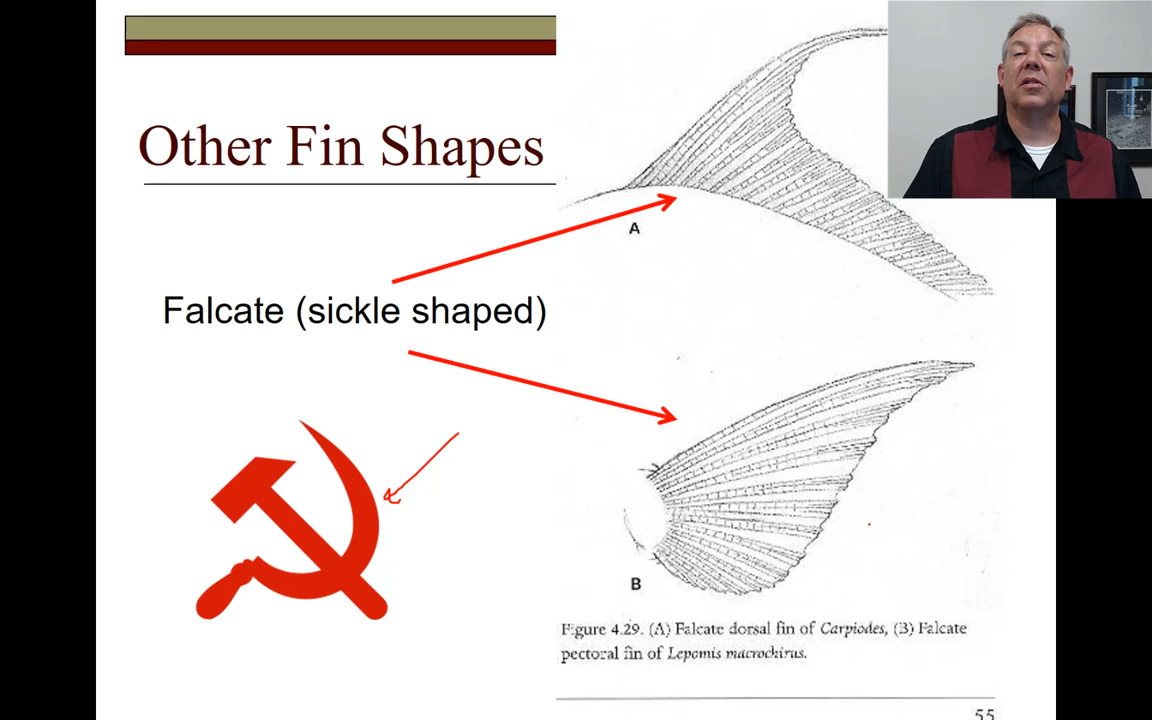 Other Fin Shapes
Falcate (sickle shaped)
A
B
Figure 4.29. (A) Falcate dorsal fin of Carpiodes, (B) Falcate
pectoral fin of Lepomis macrochirus.
55